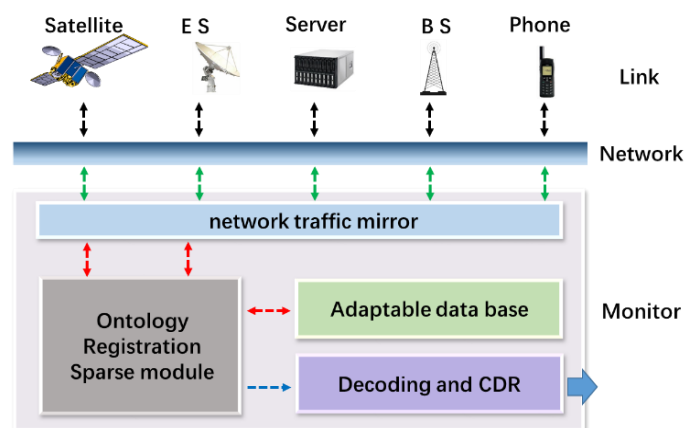 Satellite
E S
Server
B S
Phone
Link
Network
network traffic mirror
Ontology
Registration
Sparse module
Adaptable data base
Monitor
Decoding and CDR